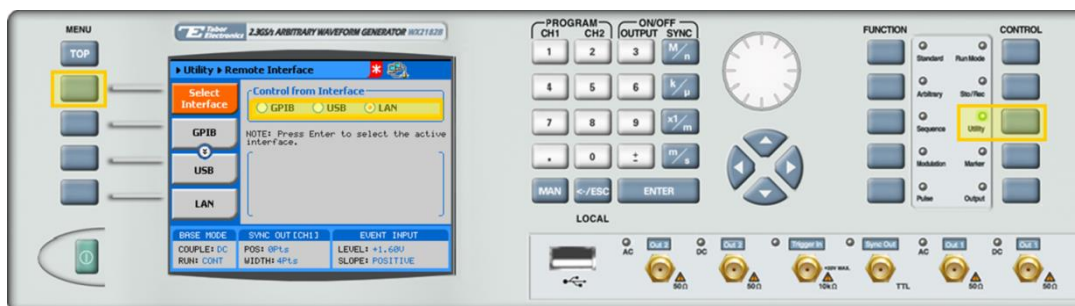 MENU
TOP
Tabor Electronics 2.3GS/s ARBITRARY WAVEFORM GENERATOR WX2182B
Utility Remote Interface
Select Interface
GPIB
USB
LAN
Control from Interface
GPIB USB LAN
NOTE: Press Enter to select the active
interface.
BASE MODE SYNC OUT [CH1] EVENT INPUT
COUPLE: DC POS: 0Pts LEVEL: +1.60V
RUN: CONT WIDTH: 4Pts SLOPE: POSITIVE
PROGRAM ON/OFF
CH1 CH2 OUTPUT SYNC
1 2 3 M/n
4 5 6 k/µ
7 8 9 x1/m
. 0 ± m/s
MAN <-/ESC ENTER
LOCAL
FUNCTION CONTROL
Standard Run Mode
Arbitrary Sto/Rec
Sequence Utility
Modulation Marker
Pulse Output
AC Out 2 DC Out 2 Trigger In Sync Out AC Out 1 DC Out 1
50Ω 50Ω 10kΩ TTL 50Ω 50Ω